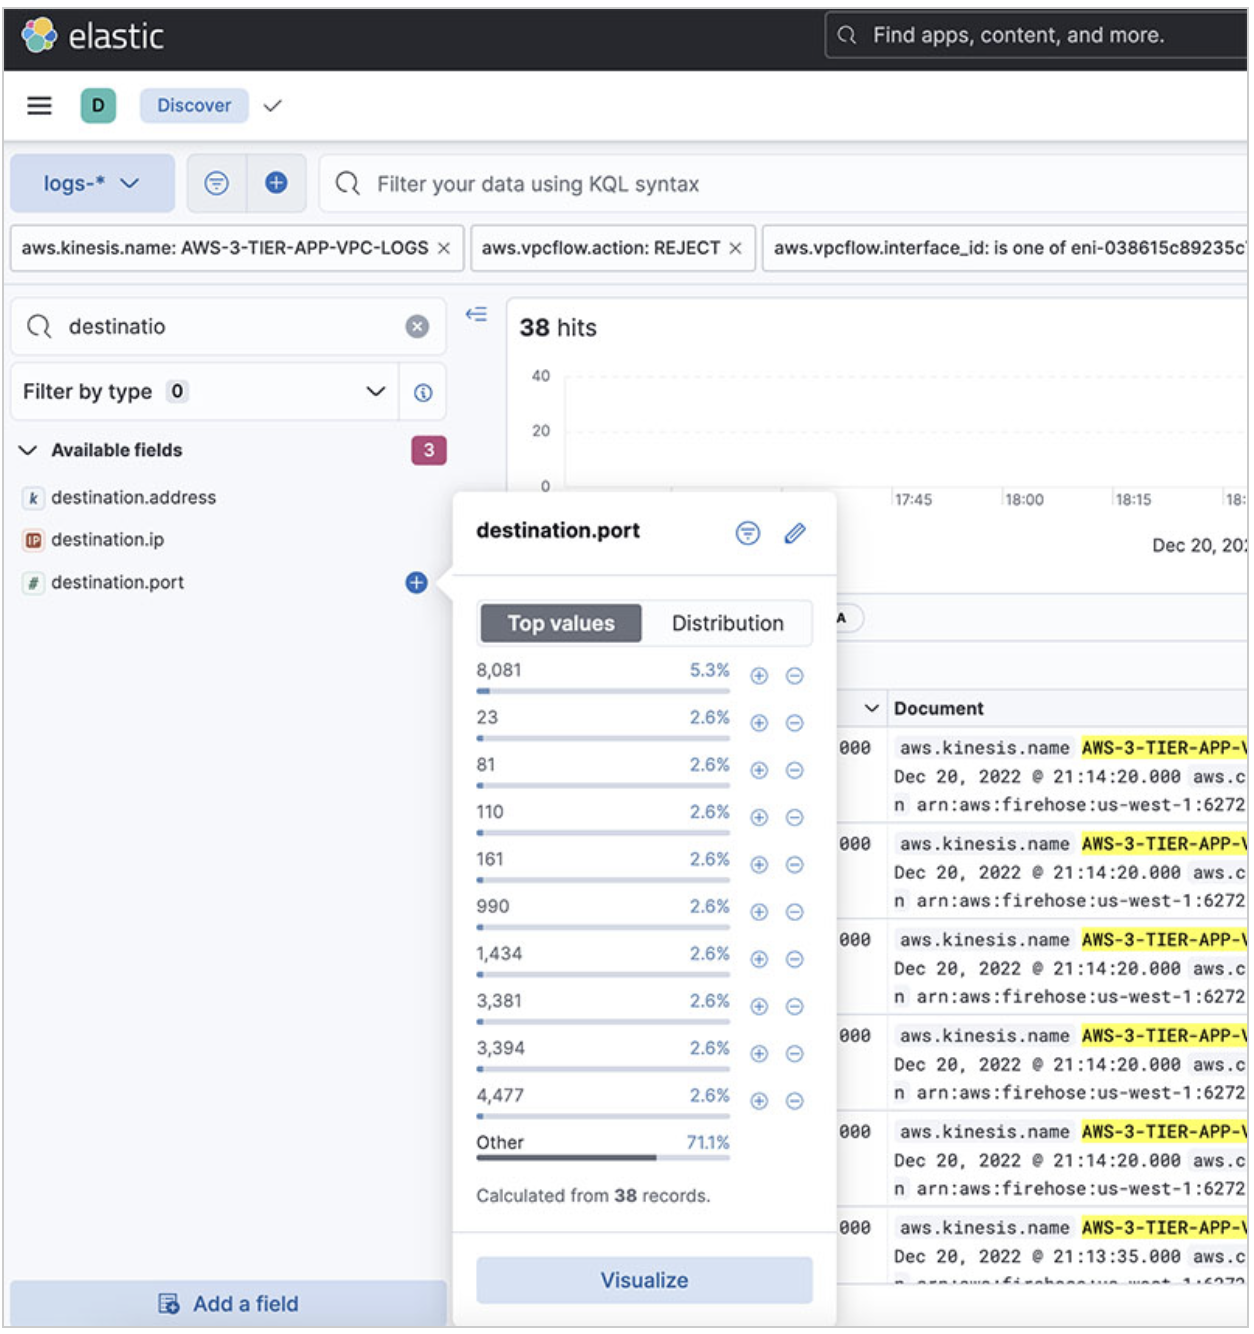 elastic
Find apps, content, and more.
D
Discover
logs-*
Filter your data using KQL syntax
aws.kinesis.name: AWS-3-TIER-APP-VPC-LOGS ×
aws.vpcflow.action: REJECT ×
aws.vpcflow.interface_id: is one of eni-038615c89235c
destinatio
Filter by type 0
Available fields 3
k destination.address
IP destination.ip
# destination.port
38 hits
40
20
0
17:45 18:00 18:15 18:
Dec 20, 202
destination.port
Top values Distribution
8,081 5.3%
23 2.6%
81 2.6%
110 2.6%
161 2.6%
990 2.6%
1,434 2.6%
3,381 2.6%
3,394 2.6%
4,477 2.6%
Other 71.1%
Calculated from 38 records.
Visualize
Document
000 aws.kinesis.name AWS-3-TIER-APP-V
Dec 20, 2022 @ 21:14:20.000 aws.c
n arn:aws:firehose:us-west-1:6272
000 aws.kinesis.name AWS-3-TIER-APP-V
Dec 20, 2022 @ 21:14:20.000 aws.c
n arn:aws:firehose:us-west-1:6272
000 aws.kinesis.name AWS-3-TIER-APP-V
Dec 20, 2022 @ 21:14:20.000 aws.c
n arn:aws:firehose:us-west-1:6272
000 aws.kinesis.name AWS-3-TIER-APP-V
Dec 20, 2022 @ 21:14:20.000 aws.c
n arn:aws:firehose:us-west-1:6272
000 aws.kinesis.name AWS-3-TIER-APP-V
Dec 20, 2022 @ 21:14:20.000 aws.c
n arn:aws:firehose:us-west-1:6272
000 aws.kinesis.name AWS-3-TIER-APP-V
Dec 20, 2022 @ 21:13:35.000 aws.c
Add a field